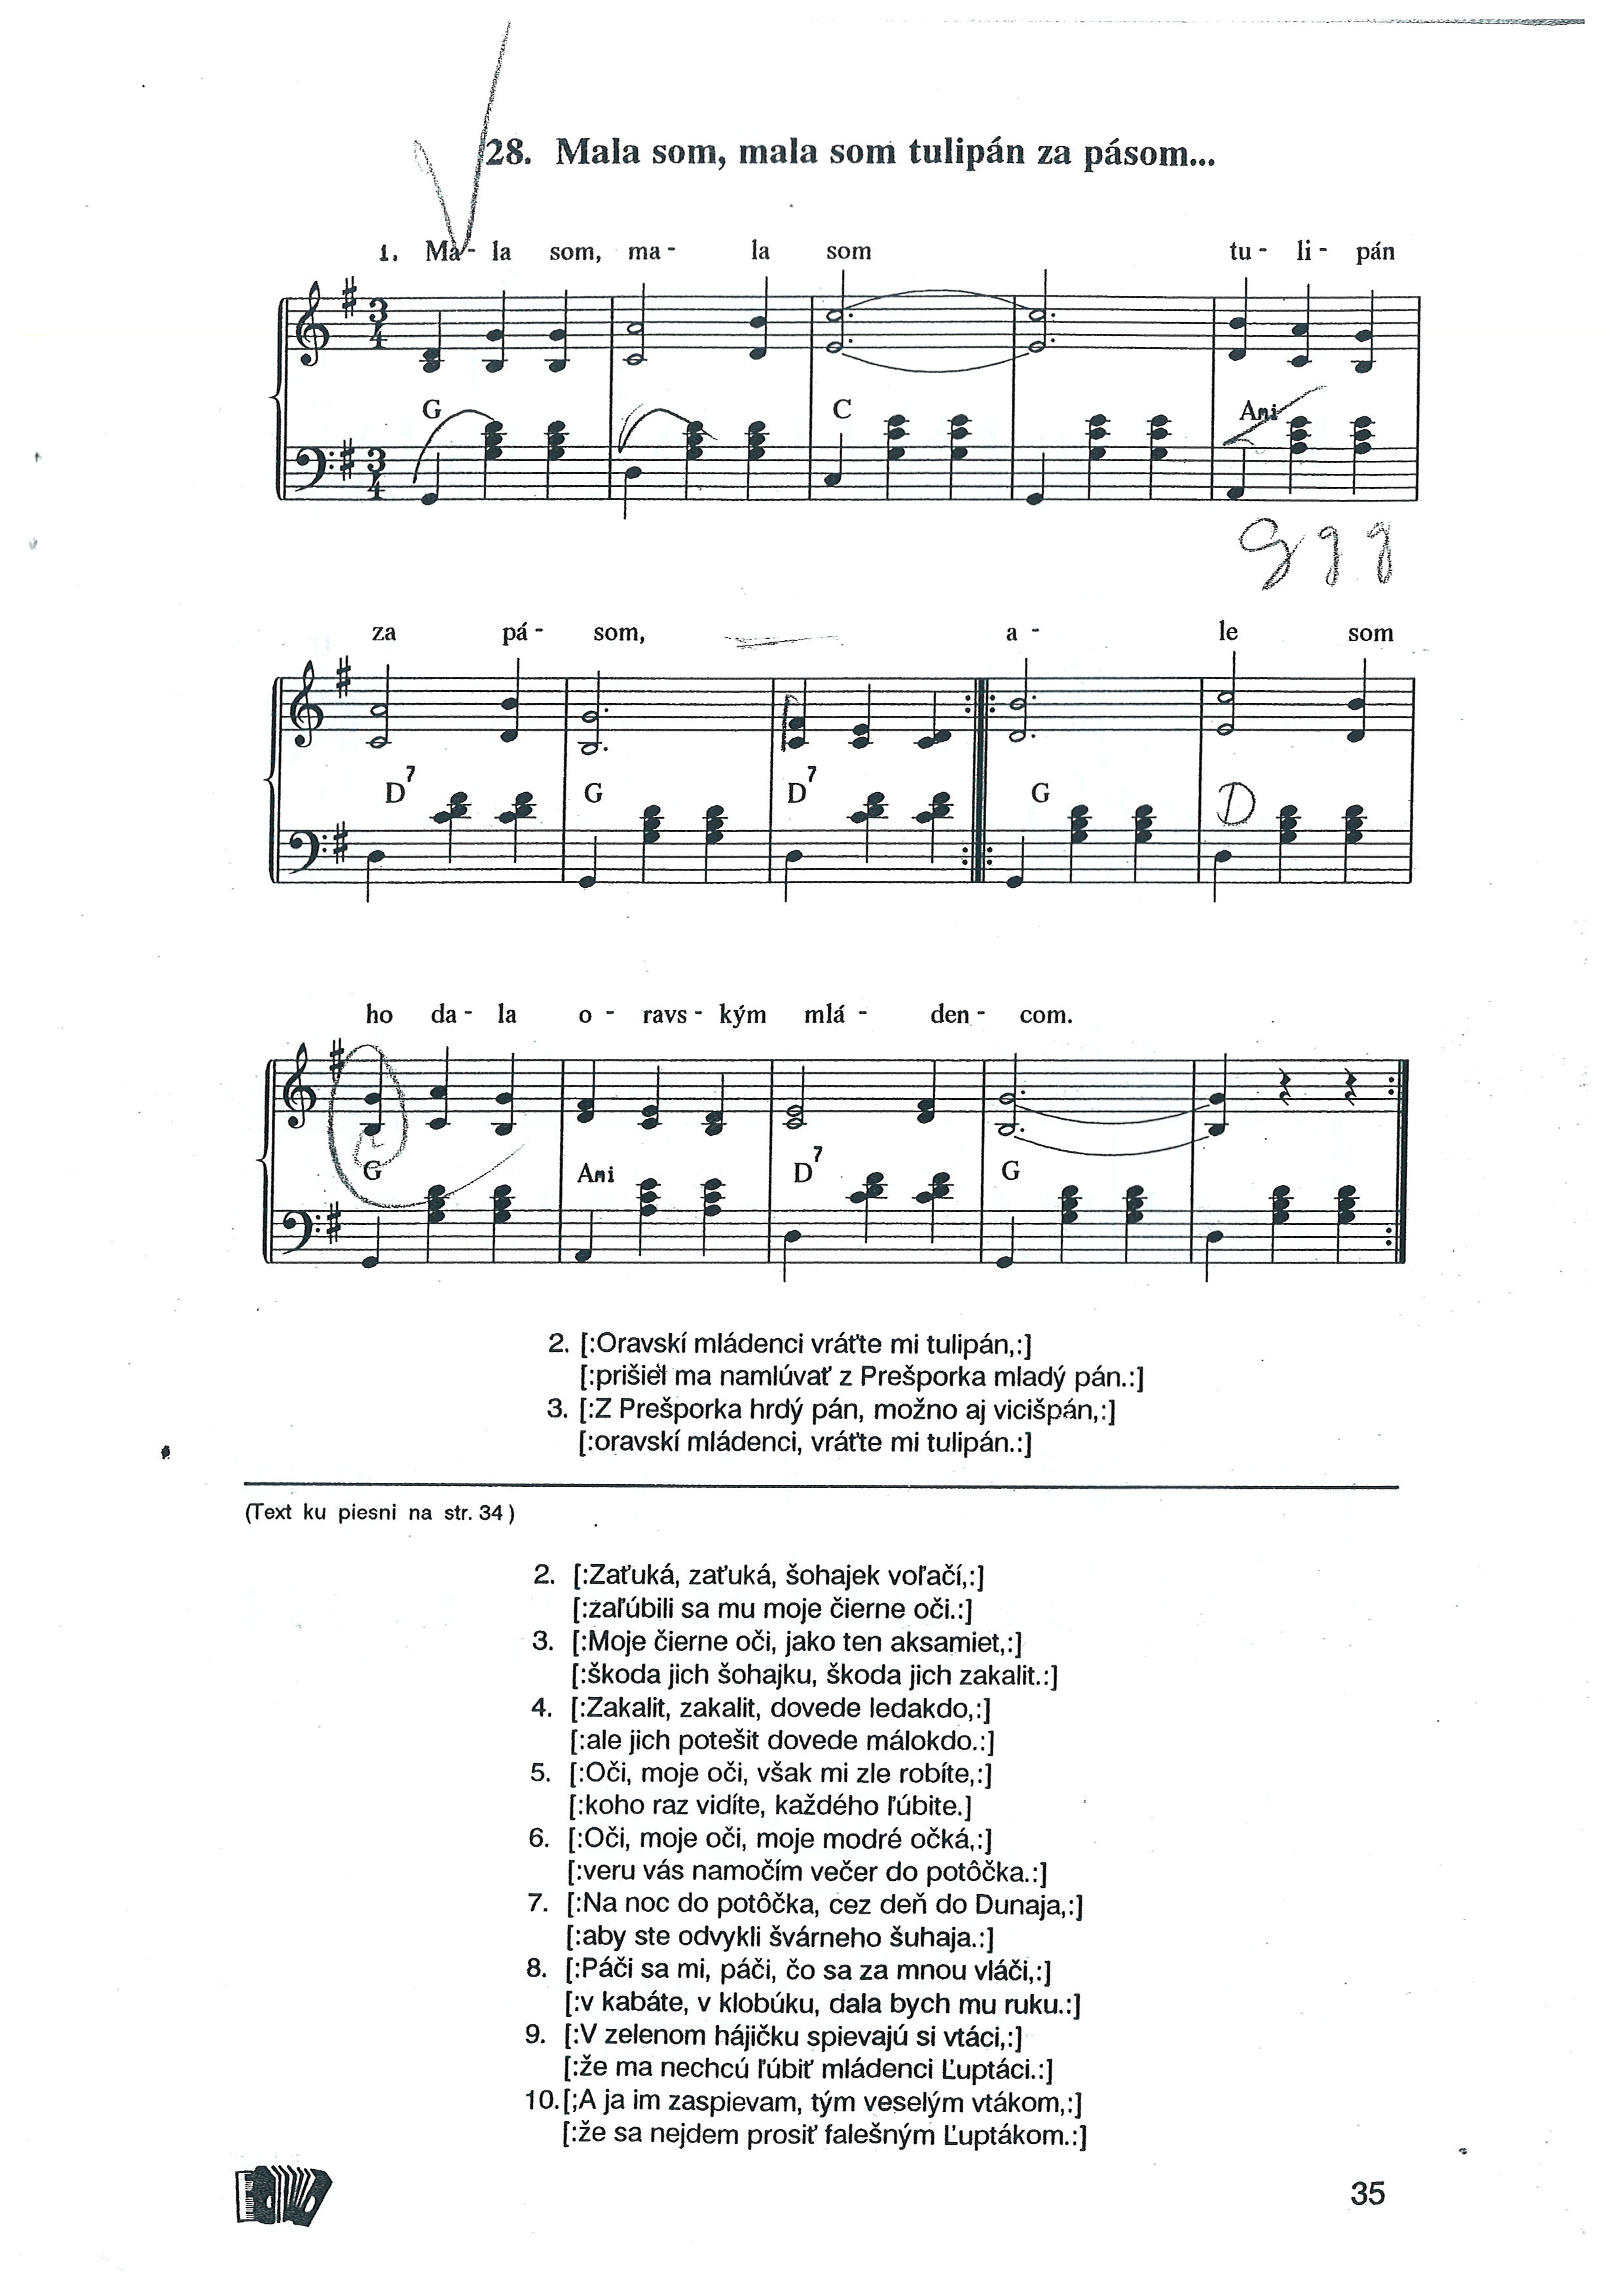 28. Mala som, mala som tulipán za pásom...
1. Ma- la som, ma- la som tu- li- pán
G C Ami
g g g
za pá- som, a- le som
D7 G D7 G D
ho da- la o- ravs- kým mlá- den- com.
G Ami D7 G
2. [:Oravskí mládenci vráťte mi tulipán,:]
[:prišiel ma namlúvať z Prešporka mladý pán.:]
3. [:Z Prešporka hrdý pán, možno aj vicišpán,:]
[:oravskí mládenci, vráťte mi tulipán.:]
(Text ku piesni na str. 34)
2. [:Zaťuká, zaťuká, šohajek voľačí,:]
[:zaľúbili sa mu moje čierne oči.:]
3. [:Moje čierne oči, jako ten aksamiet,:]
[:škoda jich šohajku, škoda jich zakalit.:]
4. [:Zakalit, zakalit, dovede ledakdo,:]
[:ale jich potešit dovede málokdo.:]
5. [:Oči, moje oči, však mi zle robíte,:]
[:koho raz vidíte, každého ľúbite.]
6. [:Oči, moje oči, moje modré očká,:]
[:veru vás namočím večer do potôčka.:]
7. [:Na noc do potôčka, cez deň do Dunaja,:]
[:aby ste odvykli švárneho šuhaja.:]
8. [:Páči sa mi, páči, čo sa za mnou vláči,:]
[:v kabáte, v klobúku, dala bych mu ruku.:]
9. [:V zelenom hájičku spievajú si vtáci,:]
[:že ma nechcú ľúbiť mládenci Ľuptáci.:]
10. [;A ja im zaspievam, tým veselým vtákom,:]
[:že sa nejdem prosiť falešným Ľuptákom.:]
35